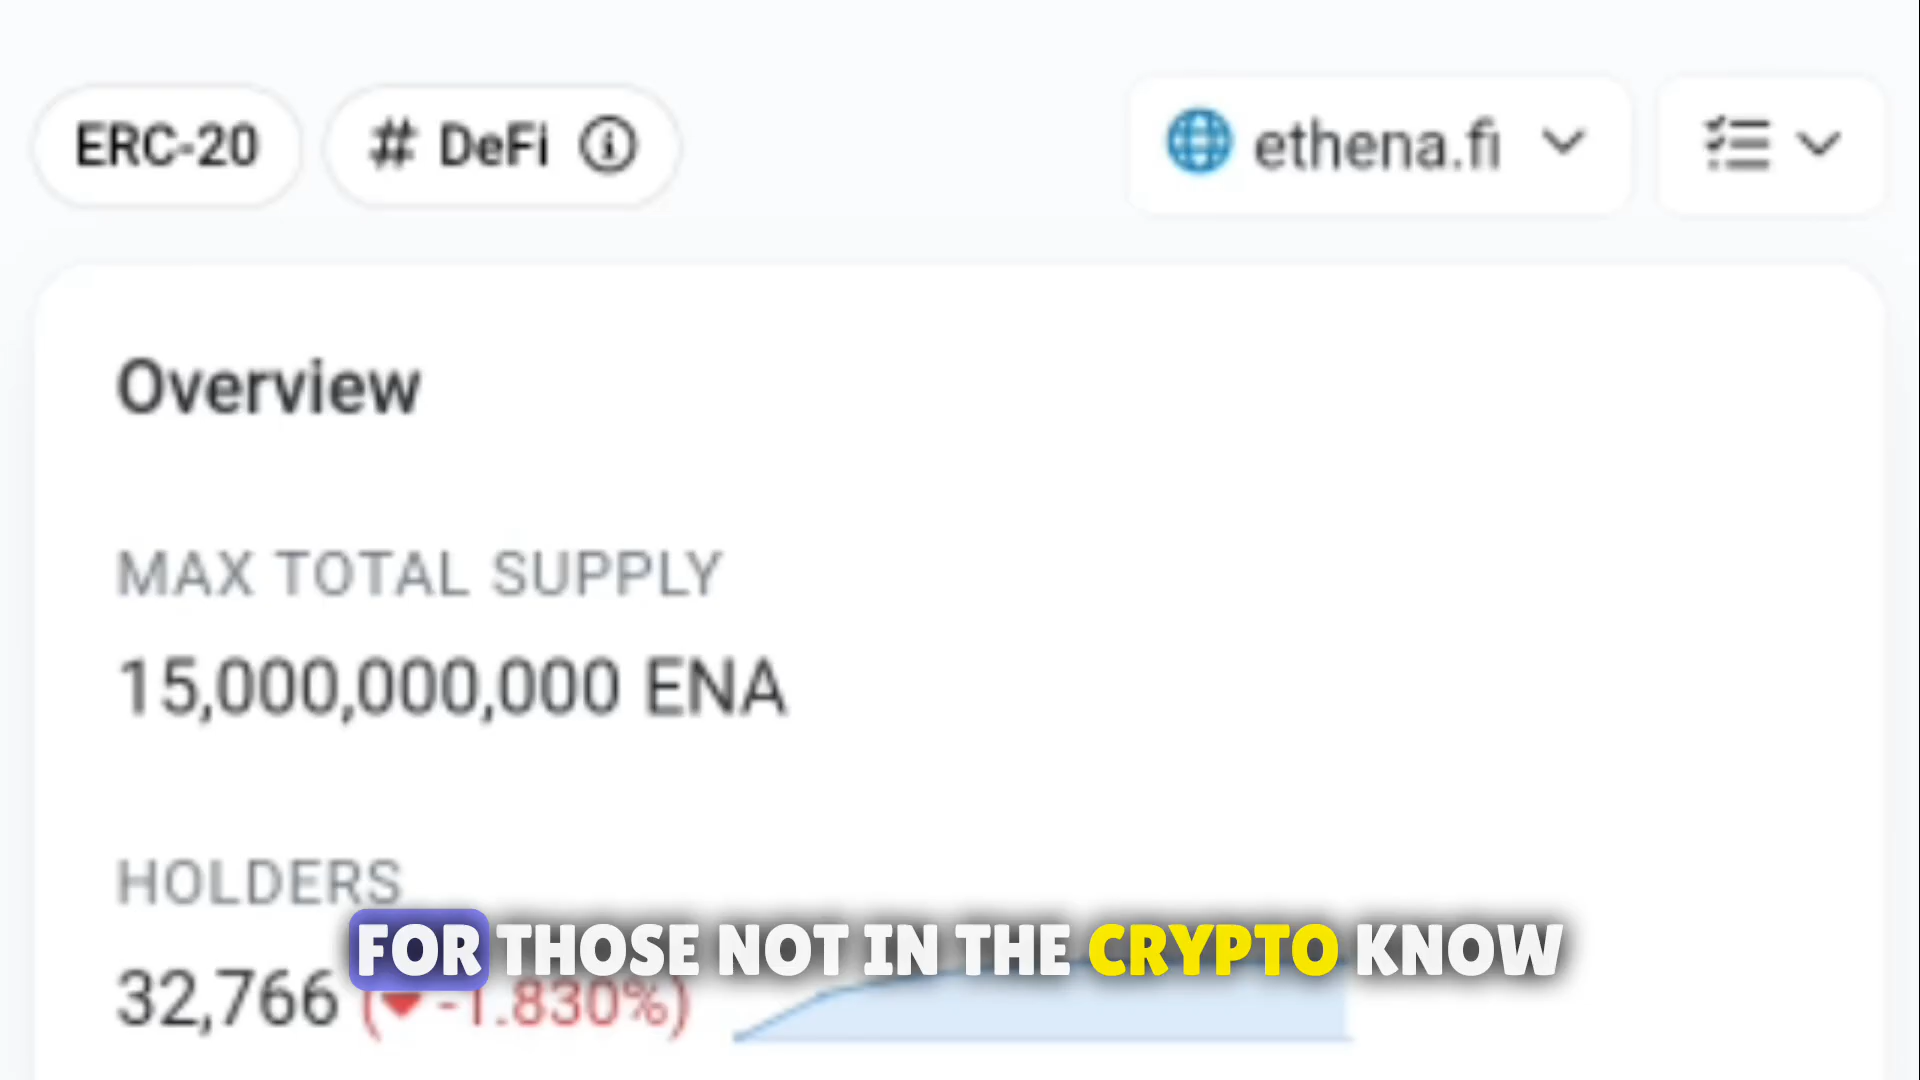 ERC-20
# DeFi
ethena.fi
Overview
MAX TOTAL SUPPLY
15,000,000,000 ENA
HOLDERS
32,766 (-1.830%)
FOR THOSE NOT IN THE CRYPTO KNOW